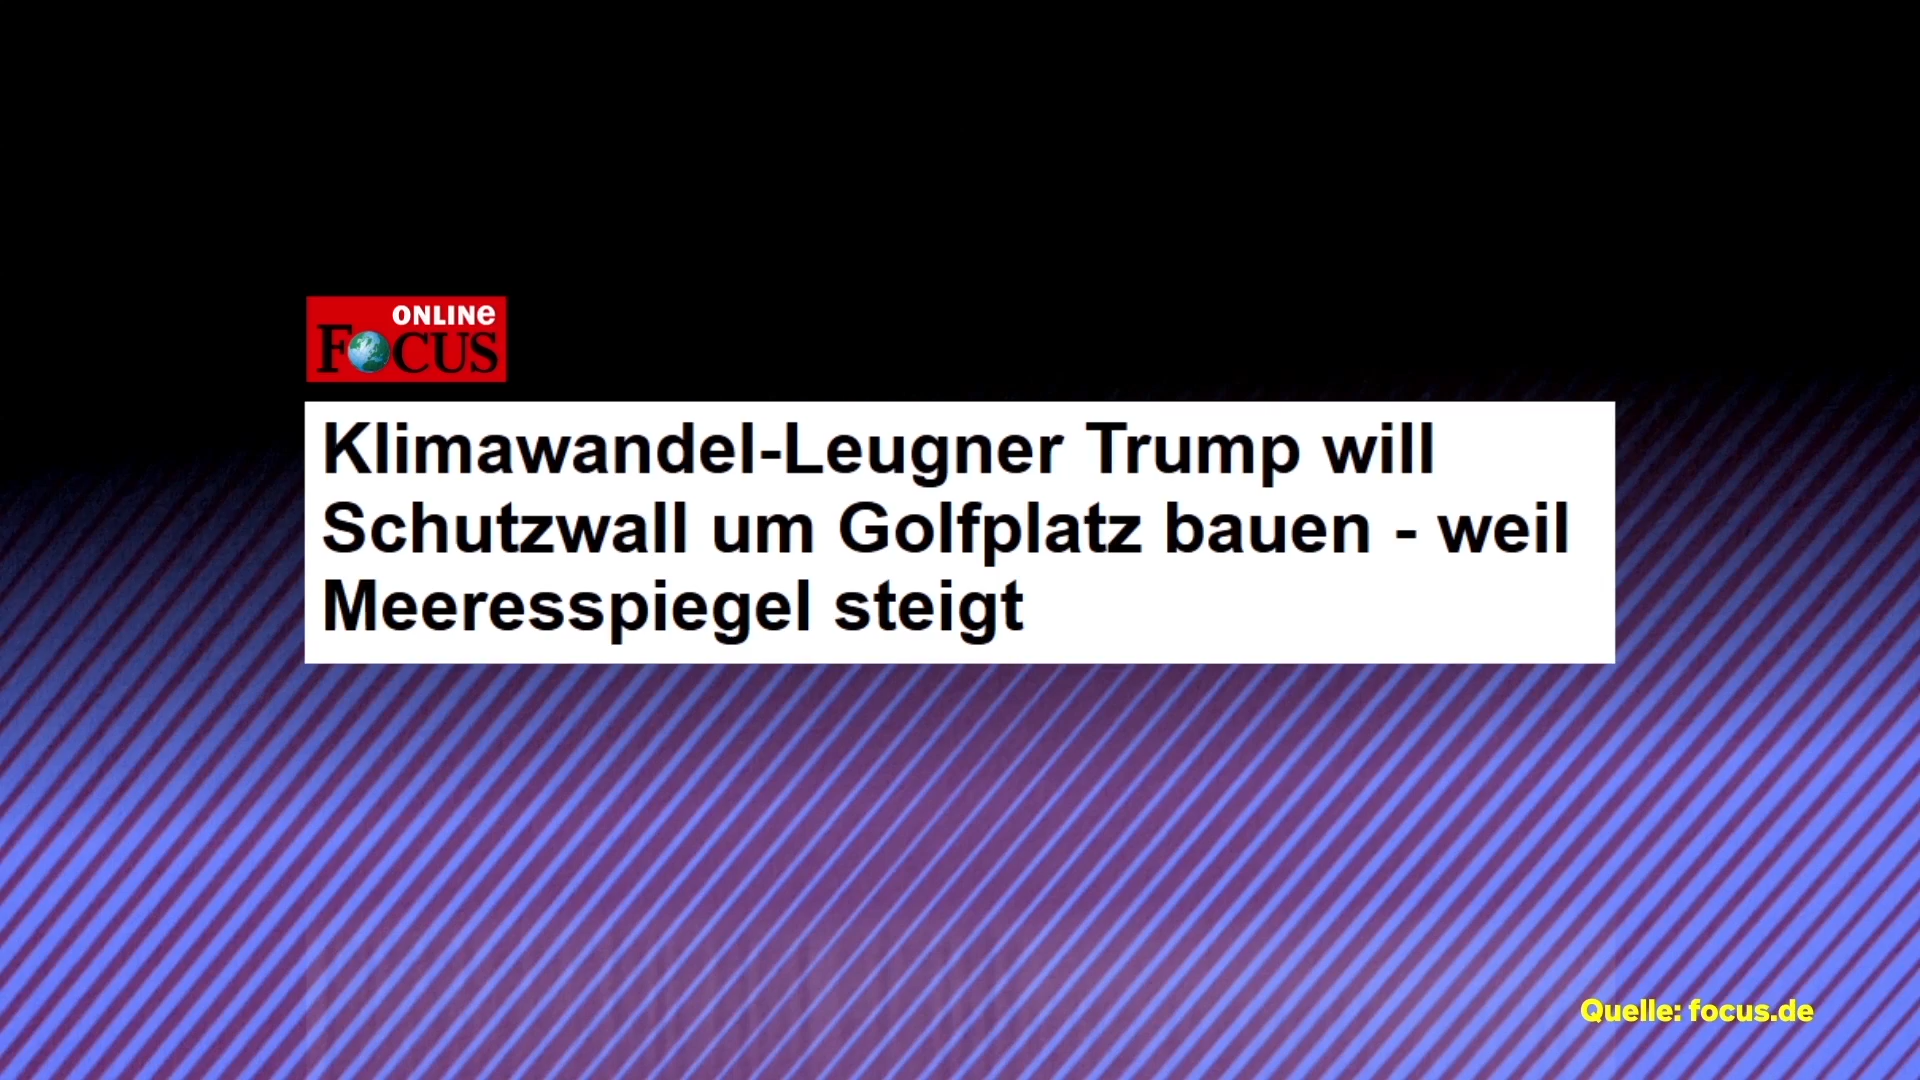 ONLINE
FOCUS
Klimawandel-Leugner Trump will
Schutzwall um Golfplatz bauen - weil
Meeresspiegel steigt
Quelle: focus.de